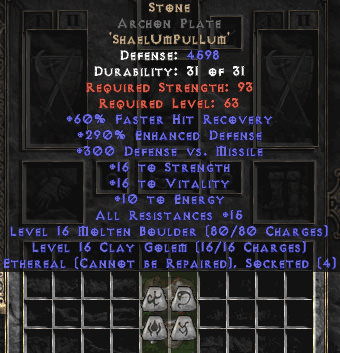 Stone
Archon Plate
'ShaelUmPulLum'
Defense: 4598
Durability: 31 of 31
Required Strength: 93
Required Level: 63
+60% Faster Hit Recovery
+290% Enhanced Defense
+300 Defense vs. Missile
+16 to Strength
+16 to Vitality
+10 to Energy
All Resistances +15
Level 16 Molten Boulder (80/80 Charges)
Level 16 Clay Golem (16/16 Charges)
Ethereal (Cannot be Repaired), Socketed (4)
II II